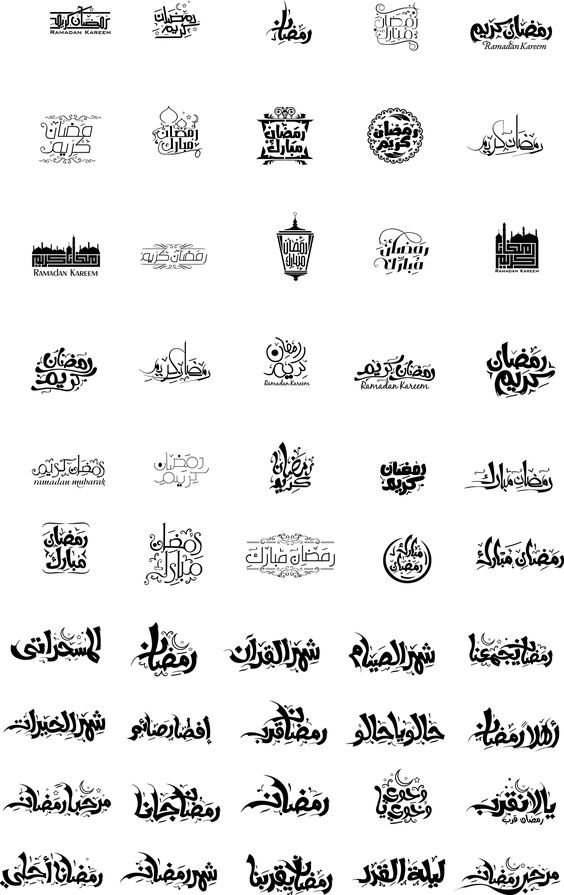 رمضان كريم
RAMADAN KAREEM
رمضان كريم
رمضان
رمضان مبارك
رمضان كريم
Ramadan Kareem
رمضان كريم
رمضان مبارك
رمضان مبارك
رمضان كريم
رمضان كريم
رمضان كريم
RAMADAN KAREEM
رمضان كريم
رمضان مبارك
رمضان مبارك
رمضان كريم
RAMADAN KAREEM
رمضان كريم
رمضان كريم
رمضان كريم
Ramadan Kareem
رمضان كريم
Ramadan Kareem
رمضان كريم
رمضان كريم
ramadan mubarak
رمضان كريم
رمضان كريم
رمضان كريم
رمضان مبارك
رمضان مبارك
رمضان مبارك
رمضان مبارك
رمضان مبارك
رمضان مبارك
المسحراتى
رمضان
شهر القرآن
شهر الصيام
رمضان يجمعنا
شهر الخيرات
إفطار صائم
رمضان قرب
حالو يا حالو
أهلا رمضان
مرحبا رمضان
رمضان جانا
رمضان
وحوي يا
وحوي
يالا نقرب
رمضان قرب
رمضان أحلى
شهر رمضان
رمضان يقربنا
ليلة القدر
مرحب رمضان